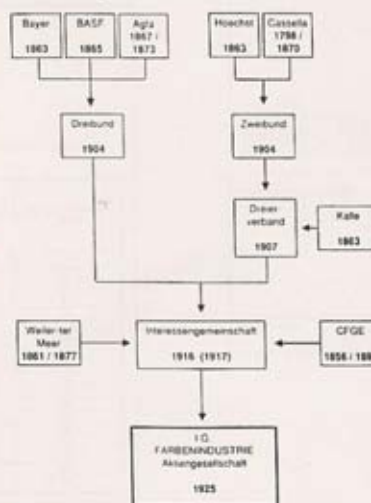 Bayer
1863
BASF
1865
Agfa
1867 /
1873
Hoechst
1863
Cassella
1798 /
1870
Dreibund
1904
Zweibund
1904
Dreier
verband
1907
Kalle
1863
Weiler-ter
Meer
1861 / 1877
Interessengemeinschaft
1916 (1917)
CFGE
1856 /
I.G.
FARBENINDUSTRIE
Aktiengesellschaft
1925